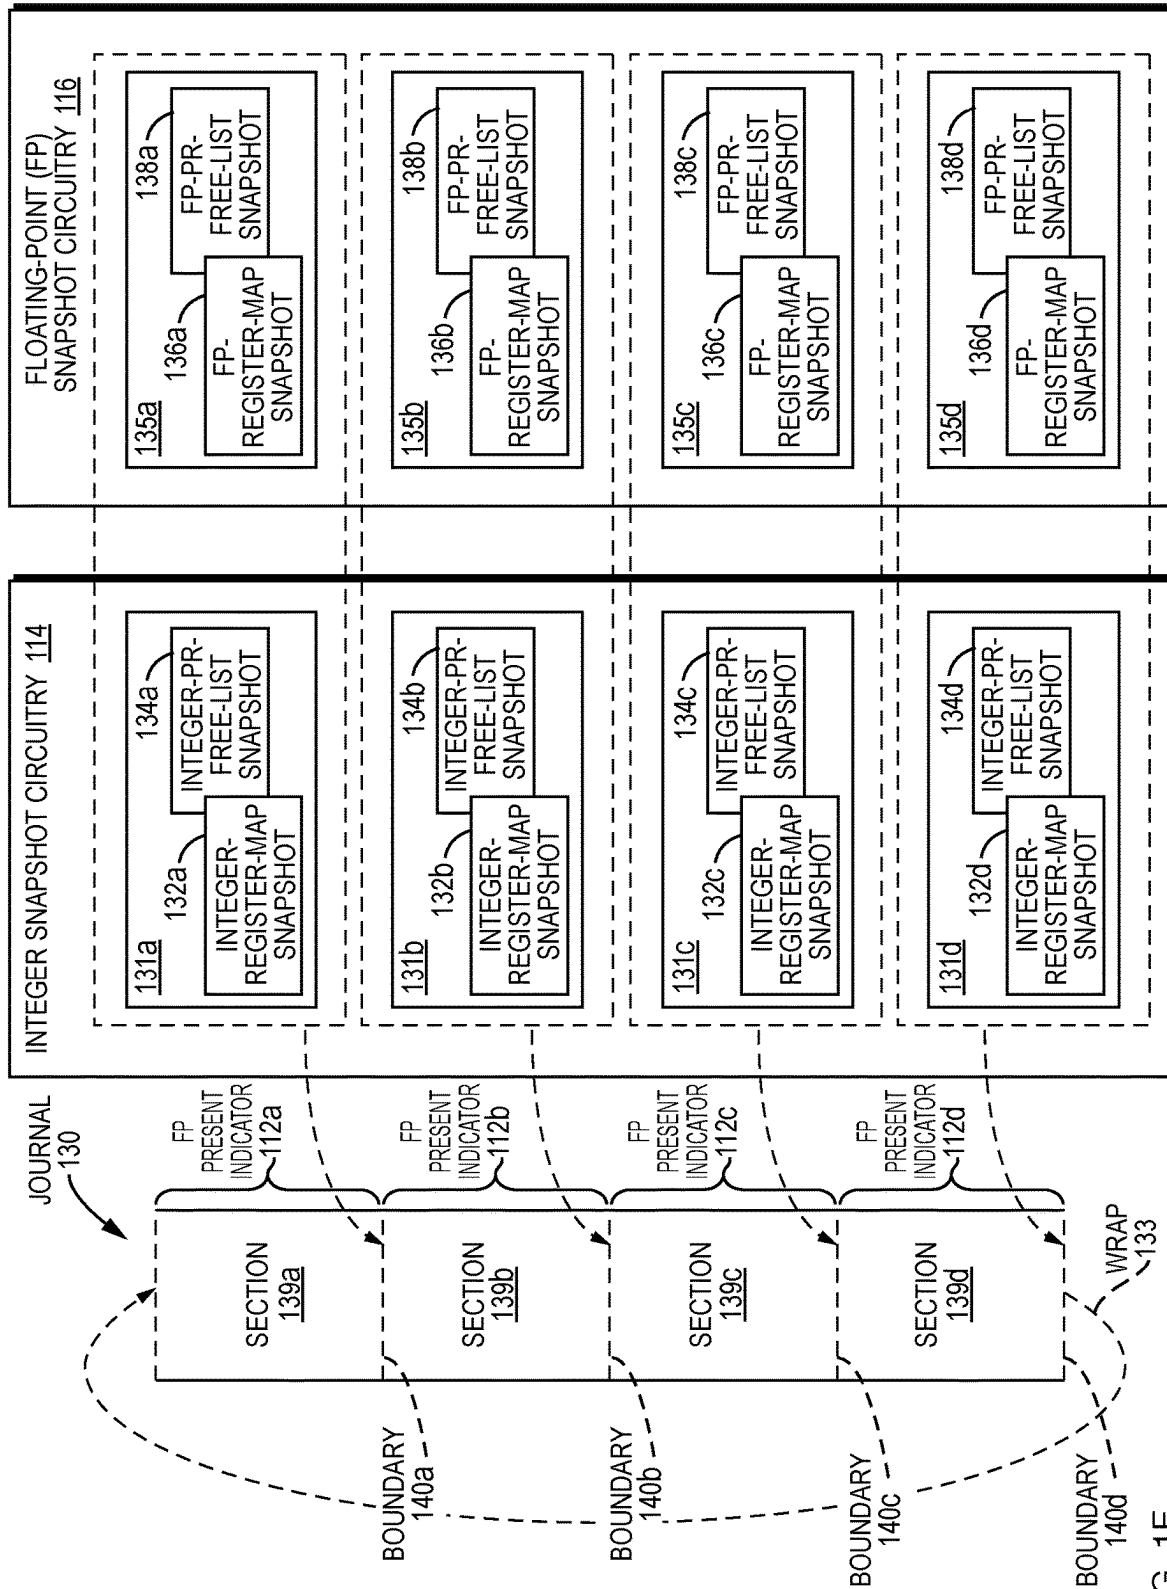 JOURNAL
130
INTEGER SNAPSHOT CIRCUITRY 114
FLOATING-POINT (FP)
SNAPSHOT CIRCUITRY 116
SECTION
139a
FP
PRESENT
INDICATOR
112a
131a
132a
INTEGER-
REGISTER-MAP
SNAPSHOT
134a
INTEGER-PR-
FREE-LIST
SNAPSHOT
135a
136a
FP-
REGISTER-MAP
SNAPSHOT
138a
FP-PR-
FREE-LIST
SNAPSHOT
BOUNDARY
140a
SECTION
139b
FP
PRESENT
INDICATOR
112b
131b
132b
INTEGER-
REGISTER-MAP
SNAPSHOT
134b
INTEGER-PR-
FREE-LIST
SNAPSHOT
135b
136b
FP-
REGISTER-MAP
SNAPSHOT
138b
FP-PR-
FREE-LIST
SNAPSHOT
BOUNDARY
140b
SECTION
139c
FP
PRESENT
INDICATOR
112c
131c
132c
INTEGER-
REGISTER-MAP
SNAPSHOT
134c
INTEGER-PR-
FREE-LIST
SNAPSHOT
135c
136c
FP-
REGISTER-MAP
SNAPSHOT
138c
FP-PR-
FREE-LIST
SNAPSHOT
BOUNDARY
140c
SECTION
139d
FP
PRESENT
INDICATOR
112d
131d
132d
INTEGER-
REGISTER-MAP
SNAPSHOT
134d
INTEGER-PR-
FREE-LIST
SNAPSHOT
135d
136d
FP-
REGISTER-MAP
SNAPSHOT
138d
FP-PR-
FREE-LIST
SNAPSHOT
BOUNDARY
140d
WRAP
133